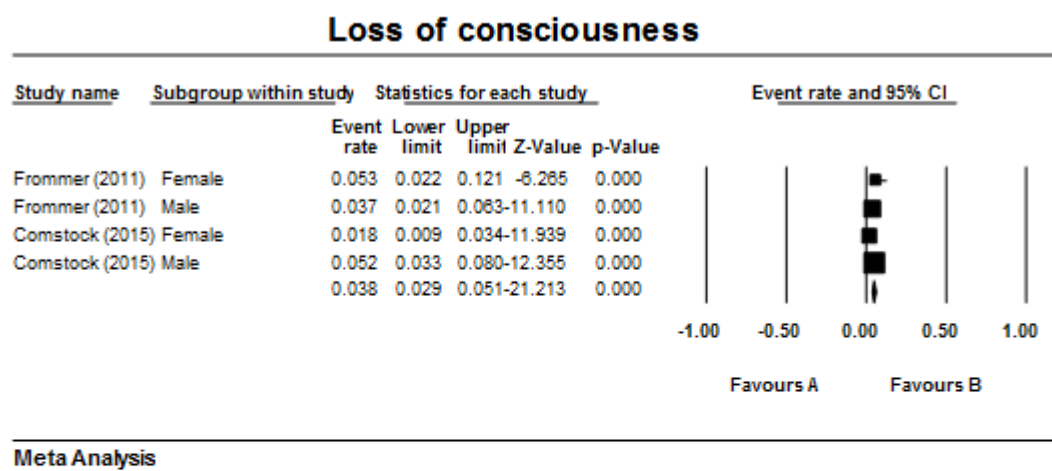 Loss of consciousness
Study name Subgroup within study Statistics for each study Event rate and 95% CI
Event Lower Upper
rate limit limit Z-Value p-Value
Frommer (2011) Female 0.053 0.022 0.121 -6.265 0.000
Frommer (2011) Male 0.037 0.021 0.063-11.110 0.000
Comstock (2015) Female 0.018 0.009 0.034-11.939 0.000
Comstock (2015) Male 0.052 0.033 0.080-12.355 0.000
0.038 0.029 0.051-21.213 0.000
-1.00 -0.50 0.00 0.50 1.00
Favours A Favours B
Meta Analysis